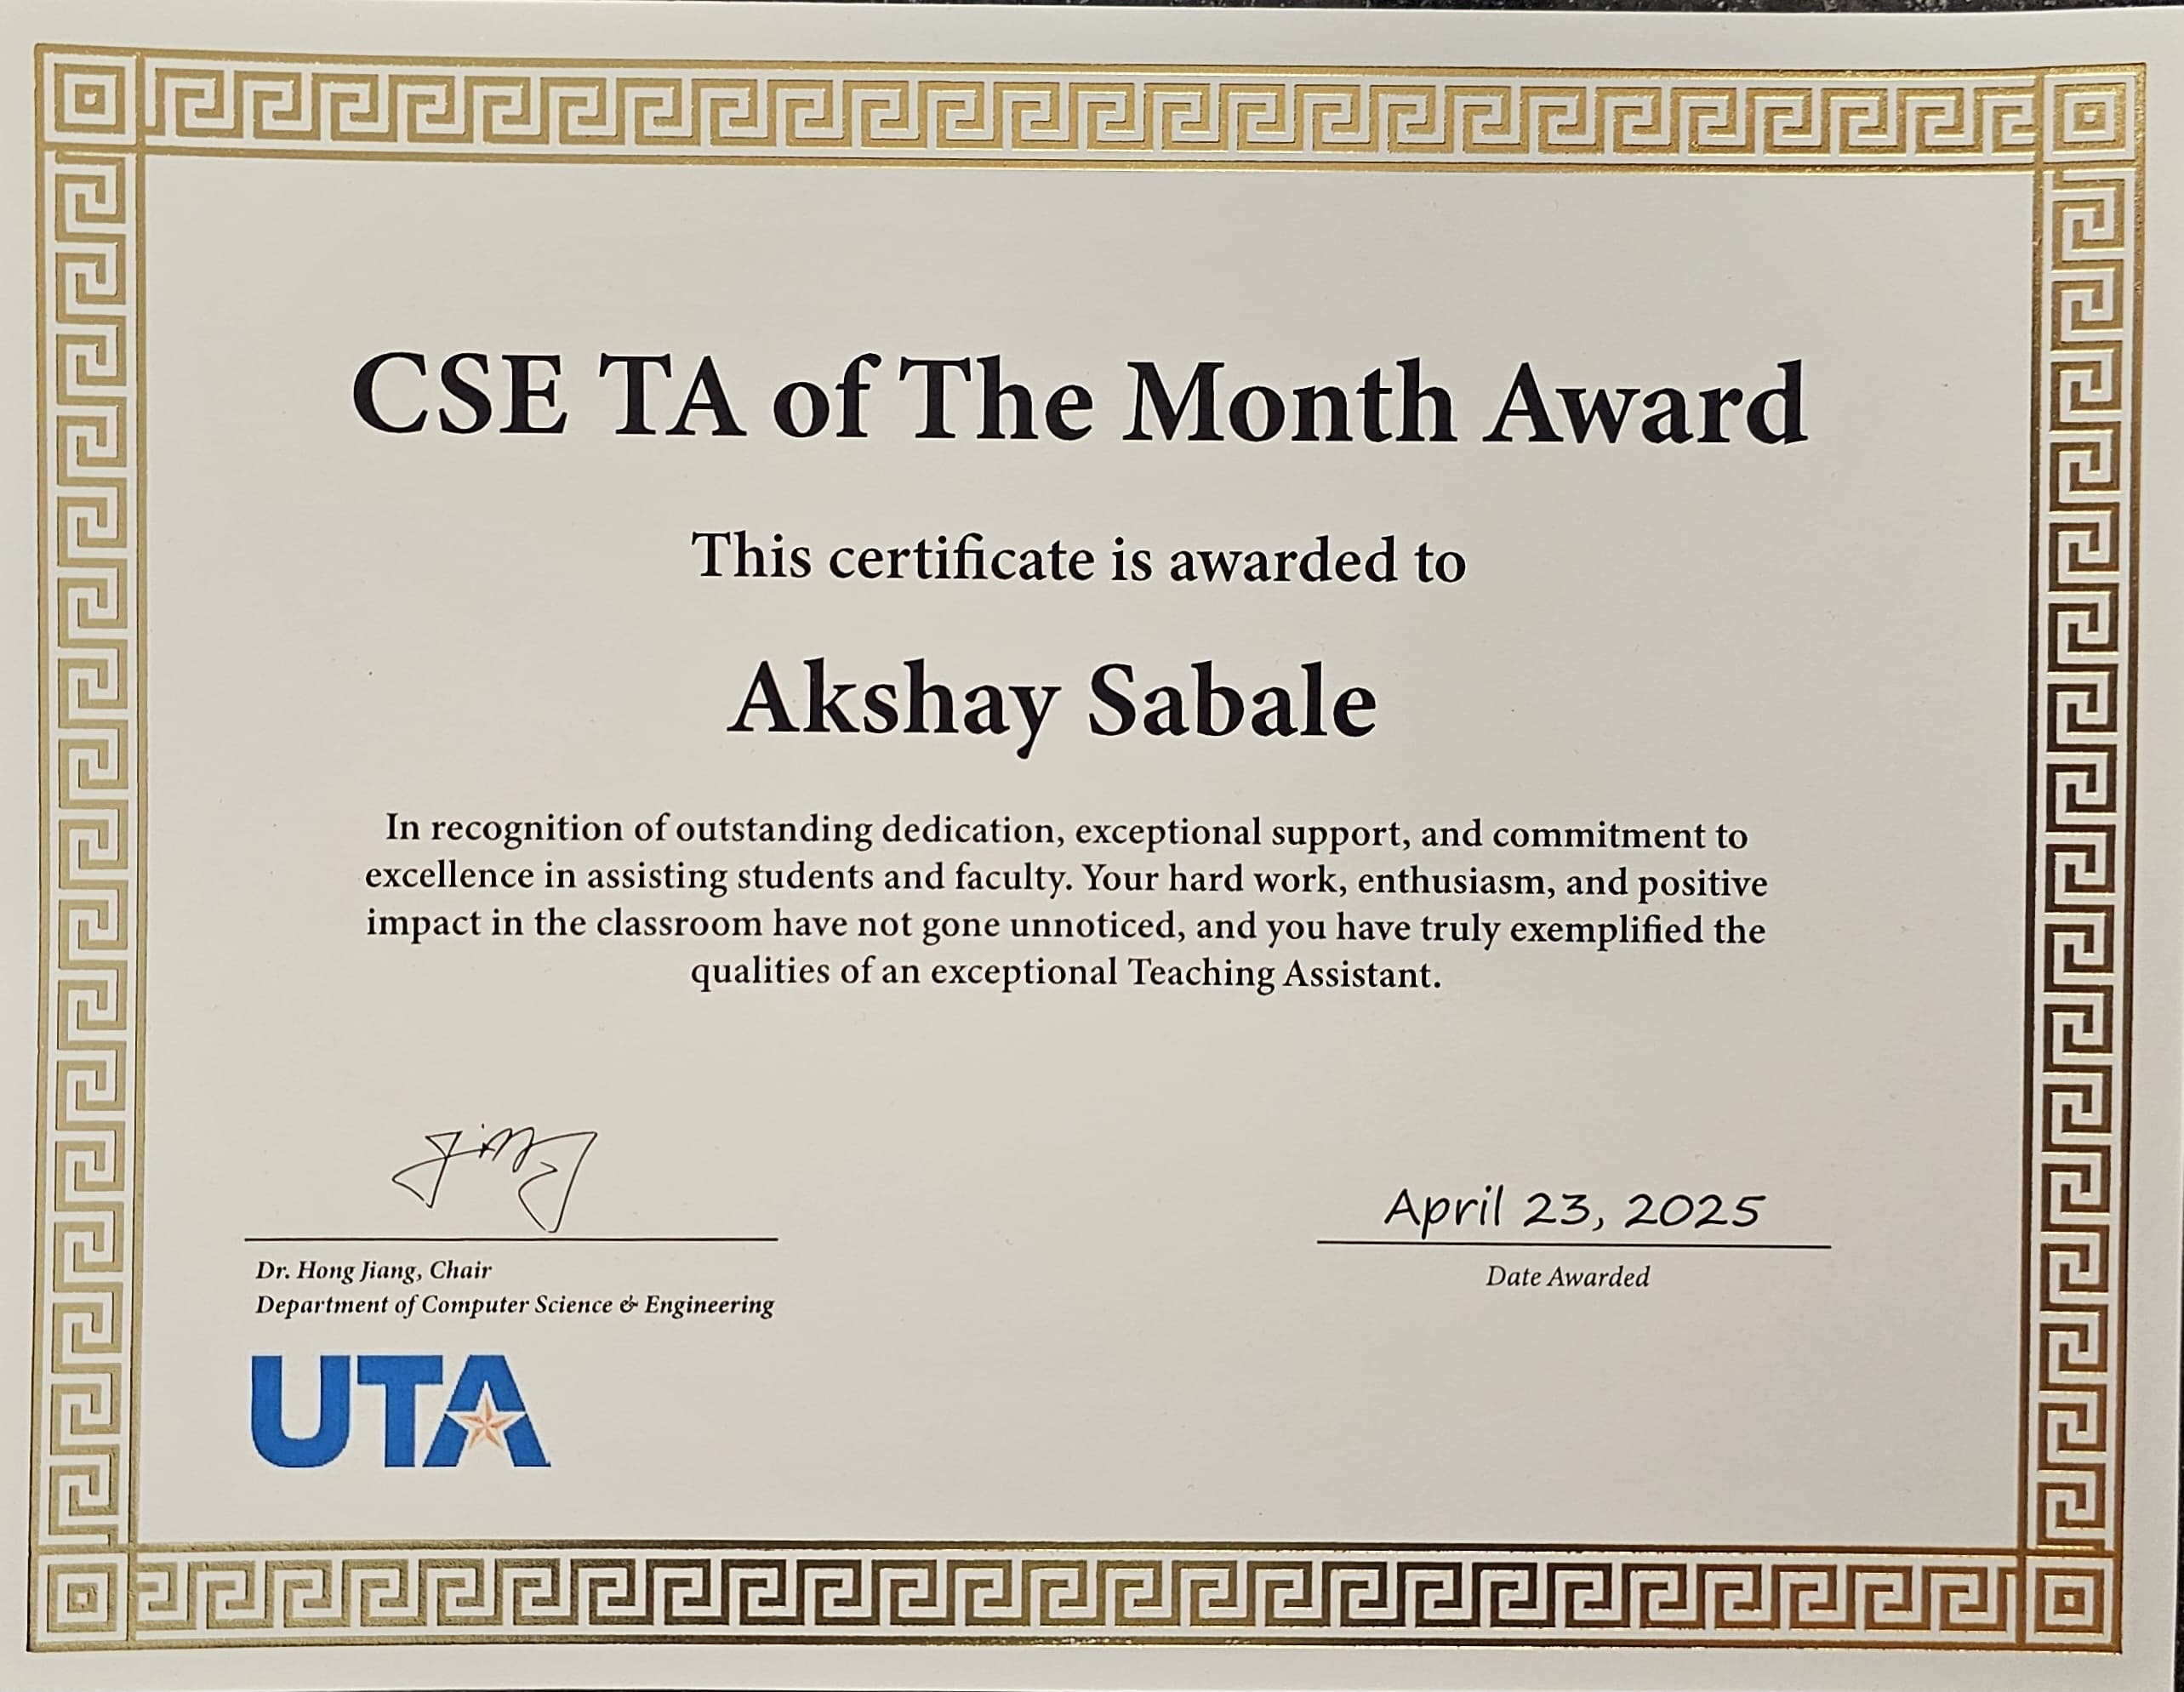 CSE TA of The Month Award
This certificate is awarded to
Akshay Sabale
In recognition of outstanding dedication, exceptional support, and commitment to
excellence in assisting students and faculty. Your hard work, enthusiasm, and positive
impact in the classroom have not gone unnoticed, and you have truly exemplified the
qualities of an exceptional Teaching Assistant.
Jiang
April 23, 2025
Dr. Hong Jiang, Chair
Department of Computer Science & Engineering
Date Awarded
UTA